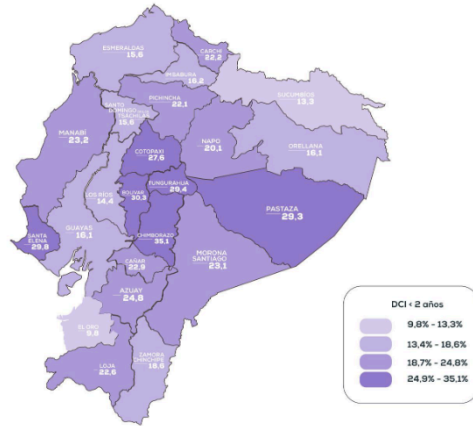 ESMERALDAS
15,6
CARCHI
22,2
IMBABURA
18,2
SUCUMBÍOS
13,3
PICHINCHA
22,1
SANTO
DOMINGO
TSÁCHILAS
15,6
MANABÍ
23,2
NAPO
20,1
ORELLANA
16,1
COTOPAXI
27,6
TUNGURAHUA
29,4
LOS RÍOS
14,4
BOLÍVAR
30,3
PASTAZA
29,3
SANTA
ELENA
29,8
GUAYAS
16,1
CHIMBORAZO
35,1
MORONA
SANTIAGO
23,1
CAÑAR
22,9
AZUAY
24,8
EL ORO
9,8
LOJA
22,6
ZAMORA
CHINCHIPE
18,6
DCI < 2 años
9,8% - 13,3%
13,4% - 18,6%
18,7% - 24,8%
24,9% - 35,1%